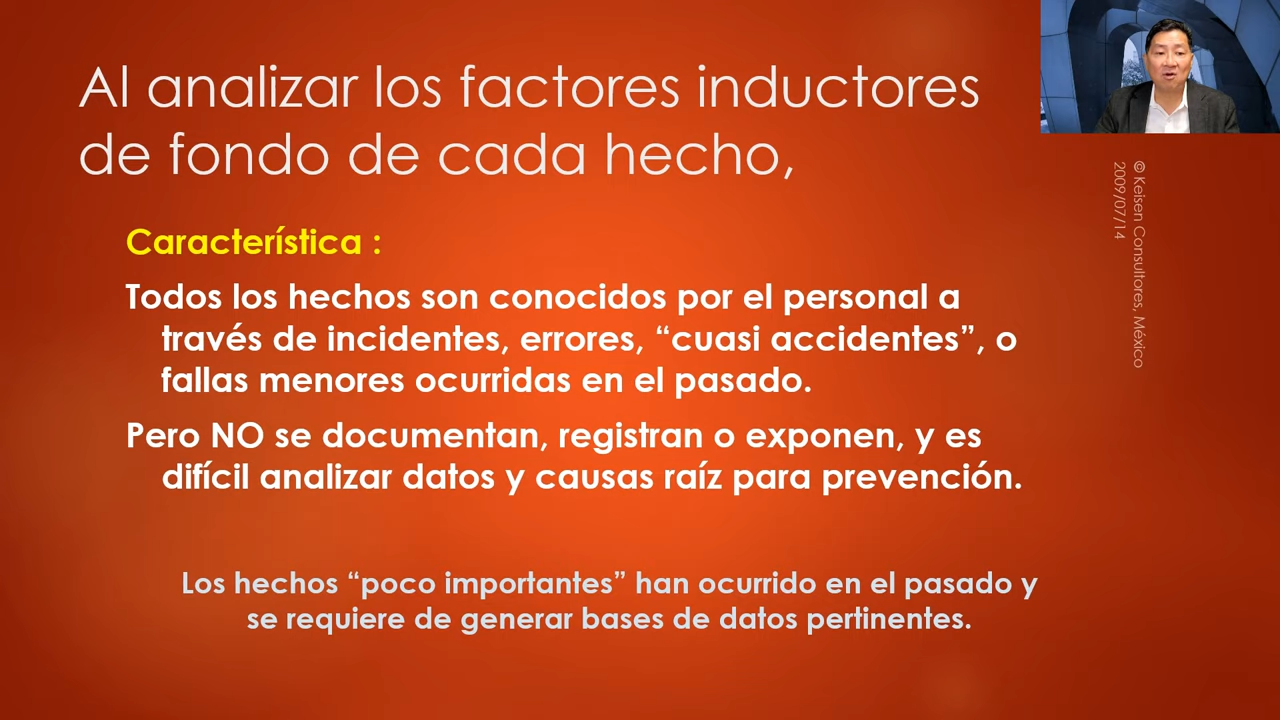 Al analizar los factores inductores
de fondo de cada hecho,
Característica :
Todos los hechos son conocidos por el personal a
través de incidentes, errores, “cuasi accidentes”, o
fallas menores ocurridas en el pasado.
Pero NO se documentan, registran o exponen, y es
difícil analizar datos y causas raíz para prevención.
Los hechos “poco importantes” han ocurrido en el pasado y
se requiere de generar bases de datos pertinentes.
© Keisen Consultores, México
2009/07/14